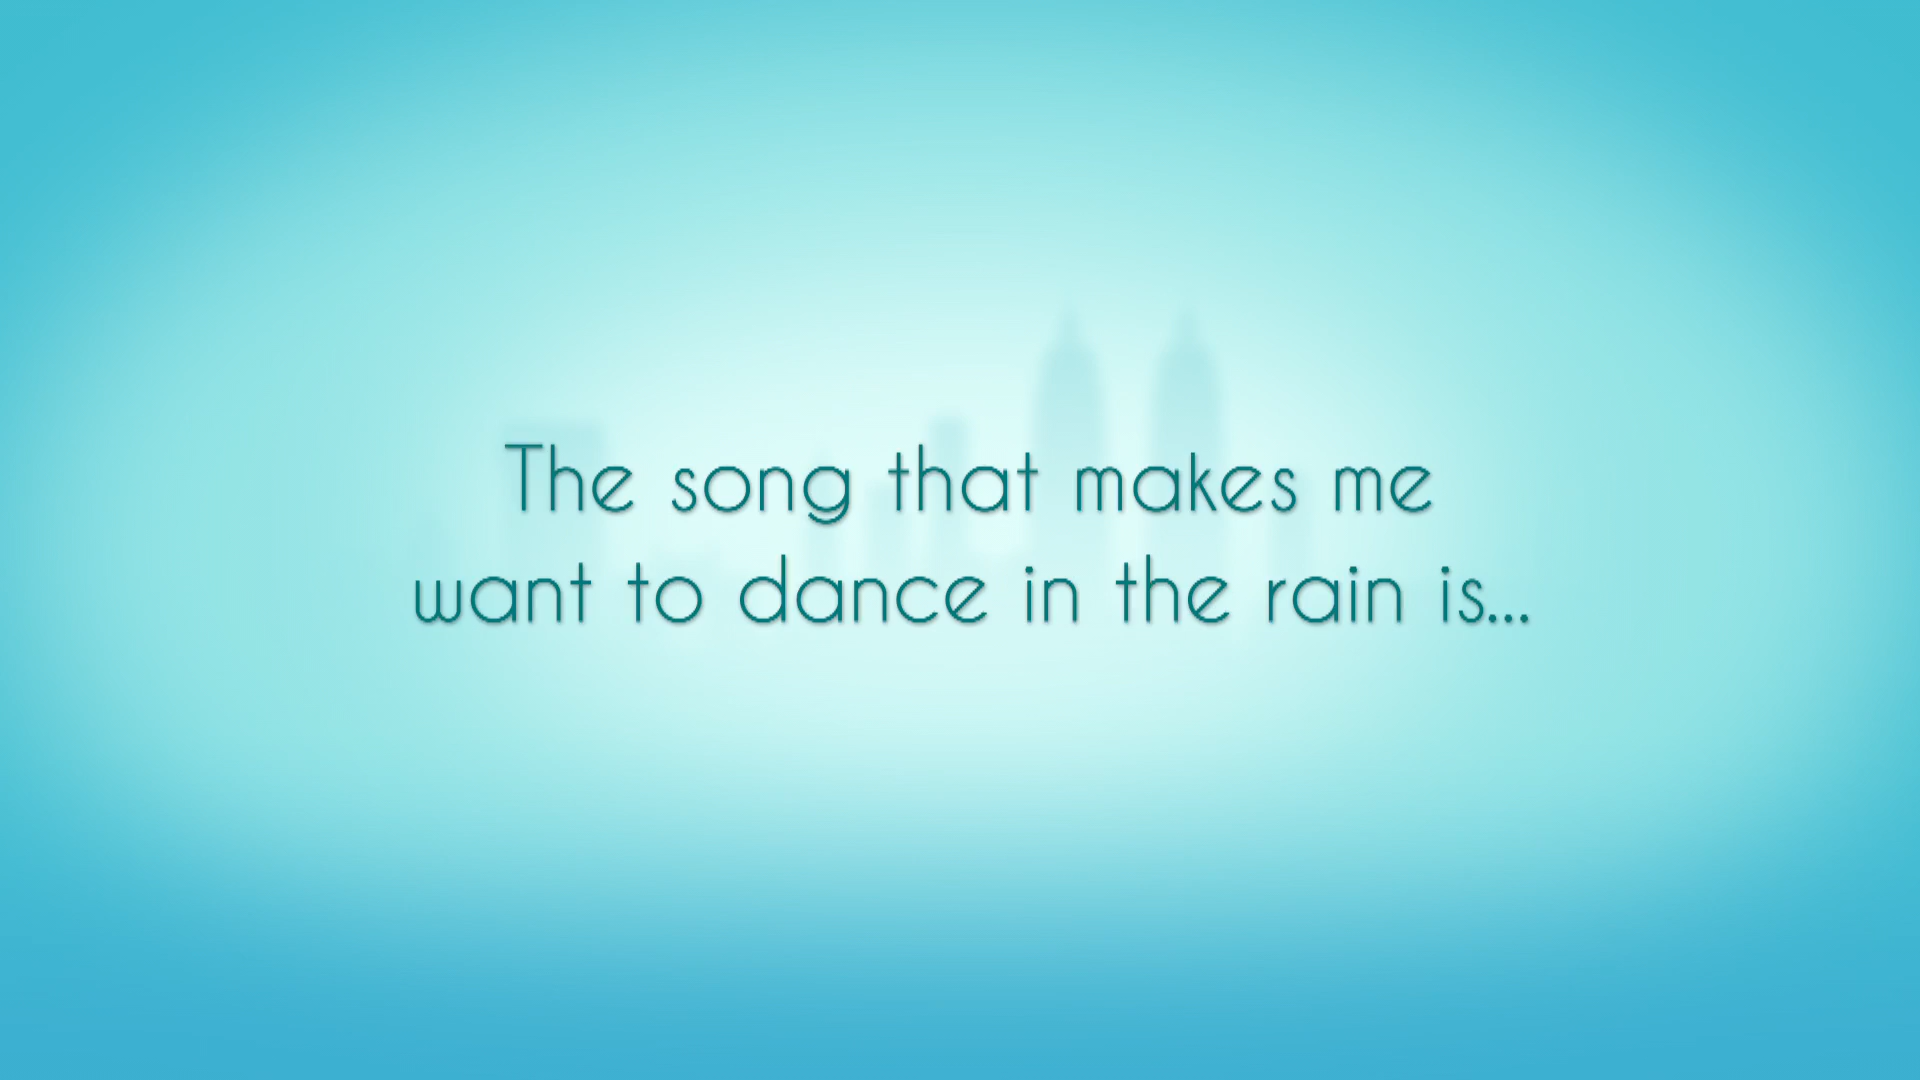 The song that makes me
want to dance in the rain is...